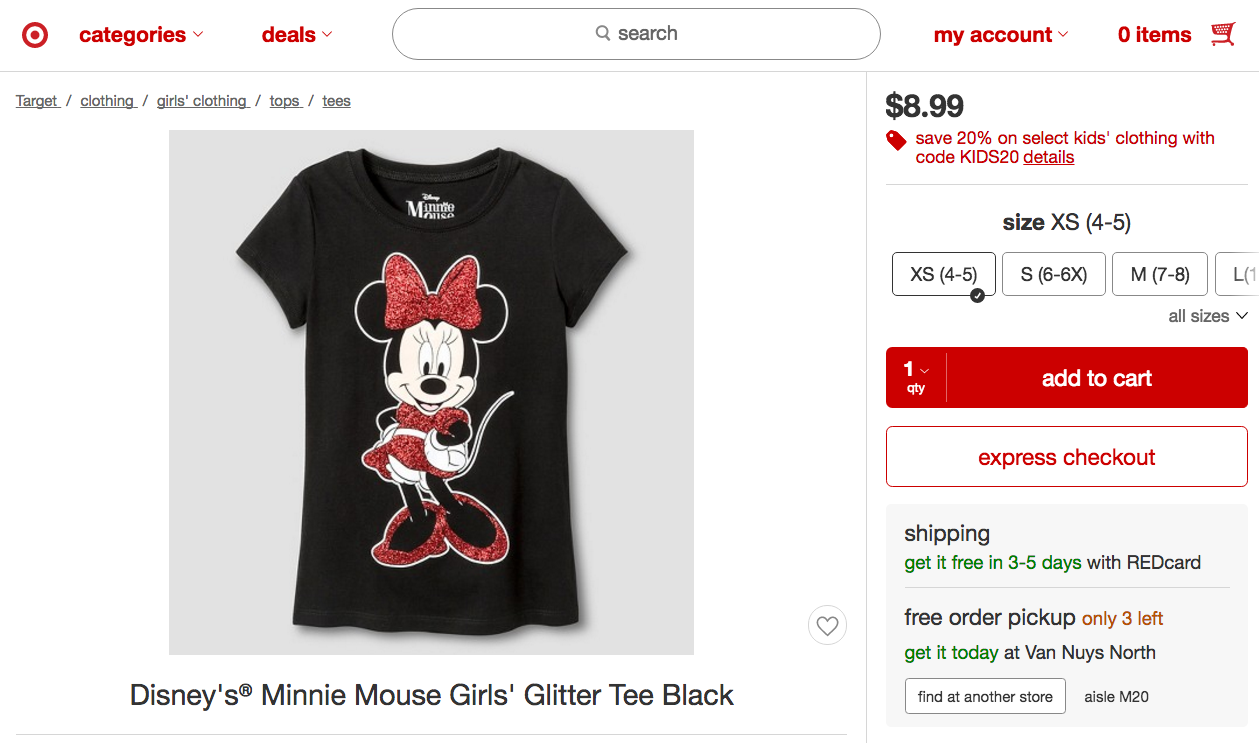 categories
deals
search
my account
0 items
Target / clothing / girls' clothing / tops / tees
Disney
Minnie
Mouse
Disney's® Minnie Mouse Girls' Glitter Tee Black
$8.99
save 20% on select kids' clothing with
code KIDS20 details
size XS (4-5)
XS (4-5)
S (6-6X)
M (7-8)
L(1
all sizes
1
qty
add to cart
express checkout
shipping
get it free in 3-5 days with REDcard
free order pickup only 3 left
get it today at Van Nuys North
find at another store
aisle M20